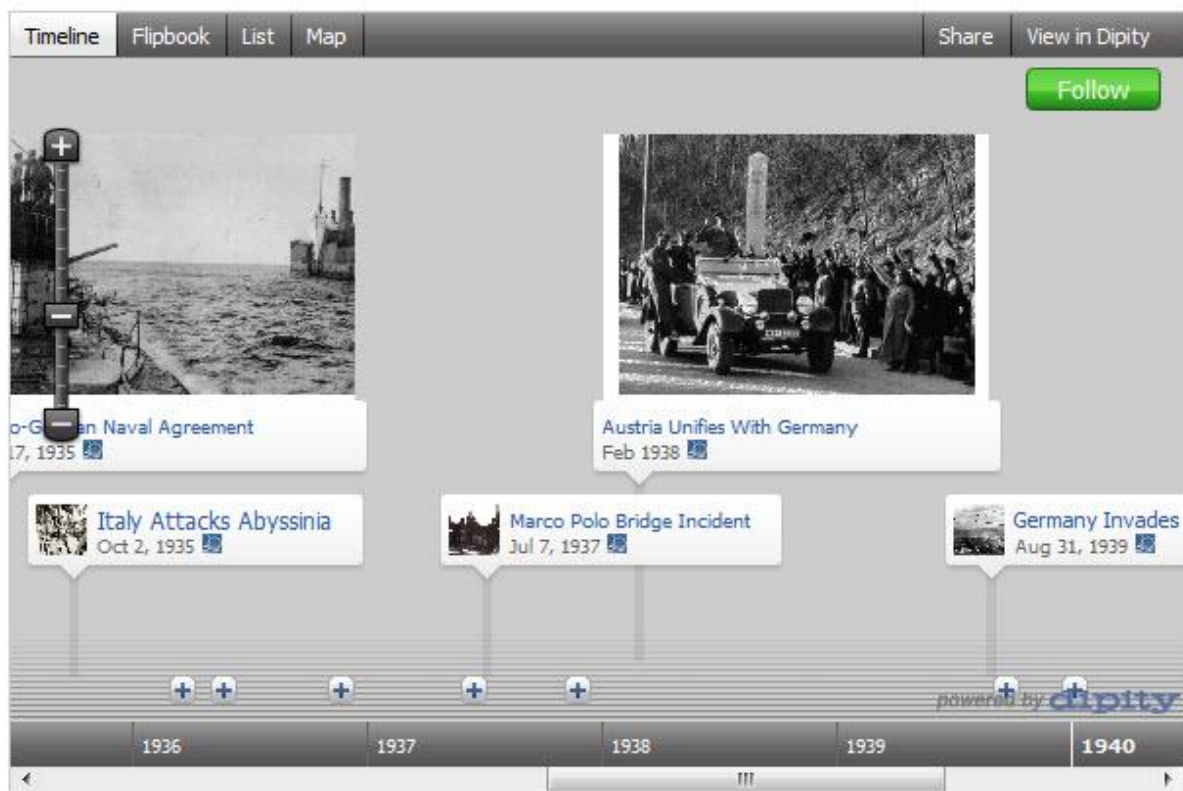 Timeline Flipbook List Map Share View in Dipity
Follow
o-G an Naval Agreement
17, 1935
Austria Unifies With Germany
Feb 1938
Italy Attacks Abyssinia
Oct 2, 1935
Marco Polo Bridge Incident
Jul 7, 1937
Germany Invades
Aug 31, 1939
powered by dipity
1936 1937 1938 1939 1940